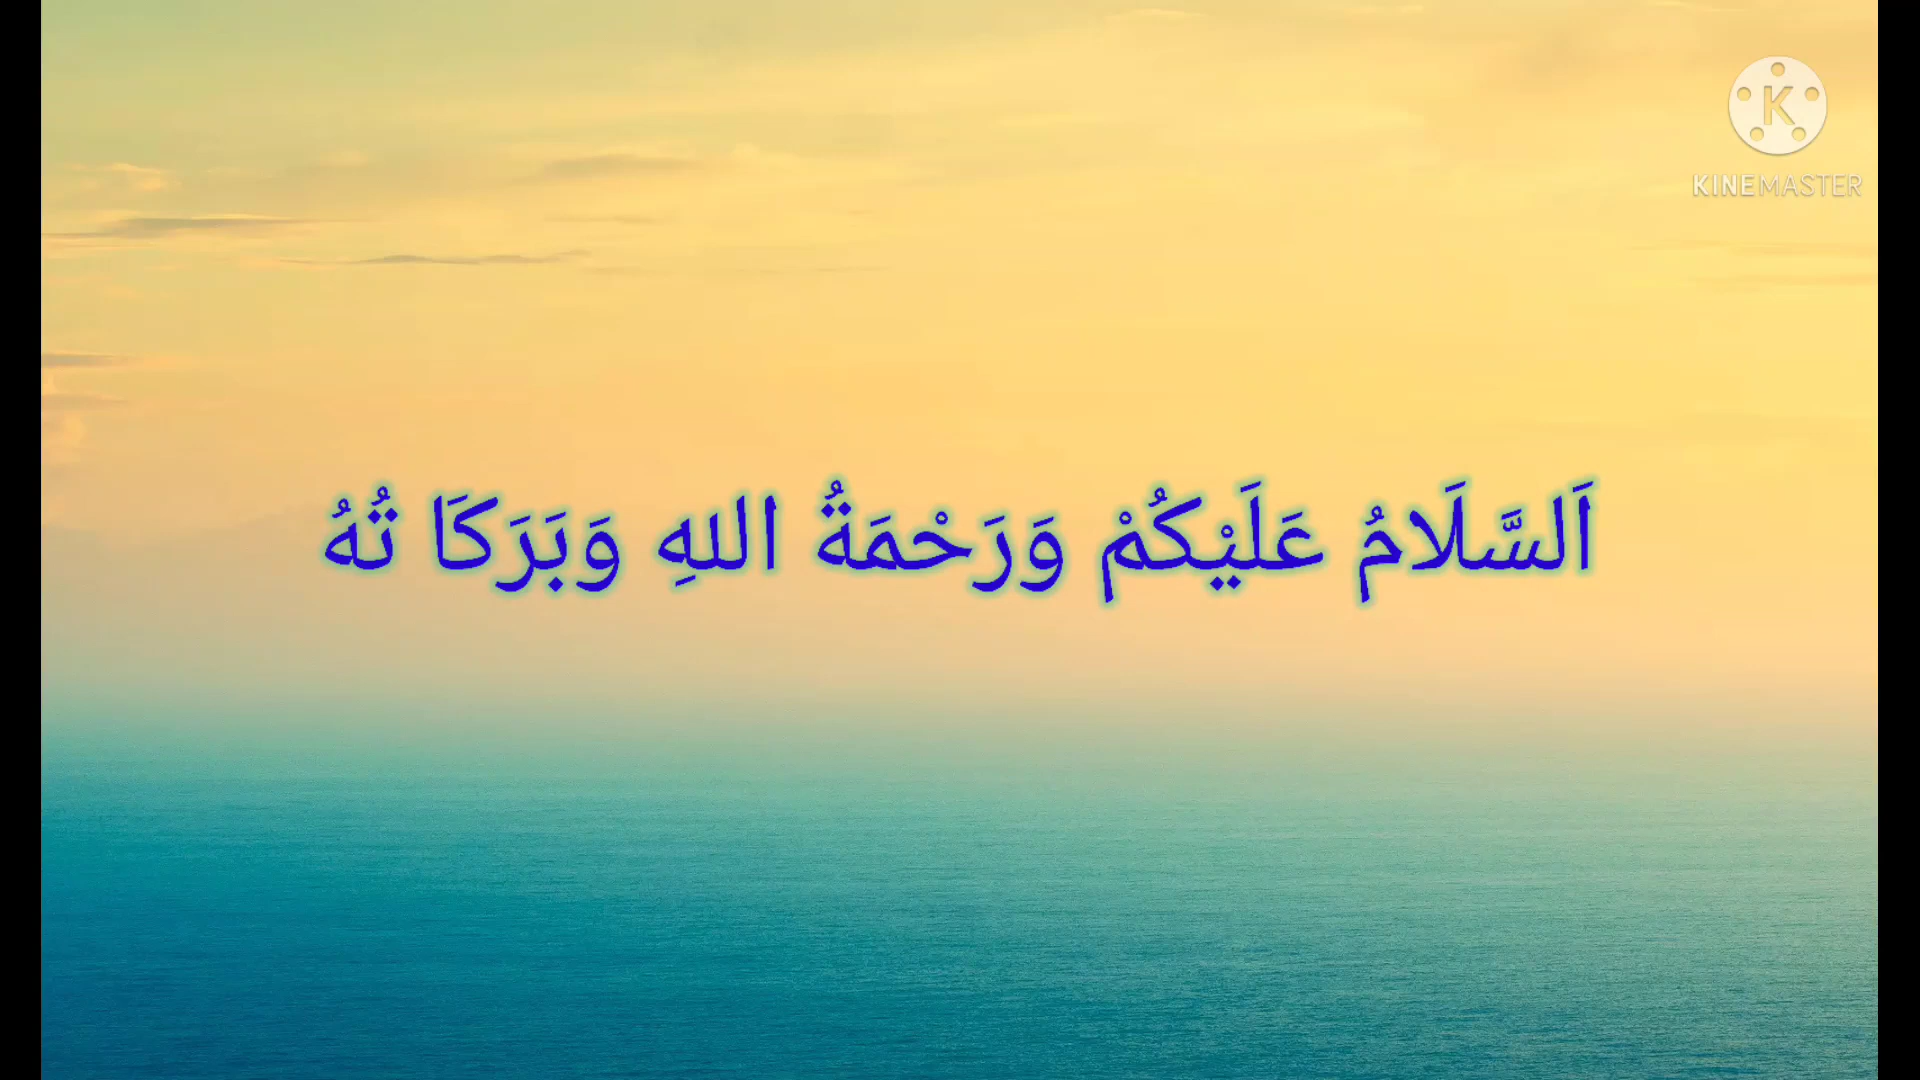 KINEMASTER
اَلسَّلَامُ عَلَيْكُمْ وَرَحْمَةُ اللهِ وَبَرَكَا تُهُ